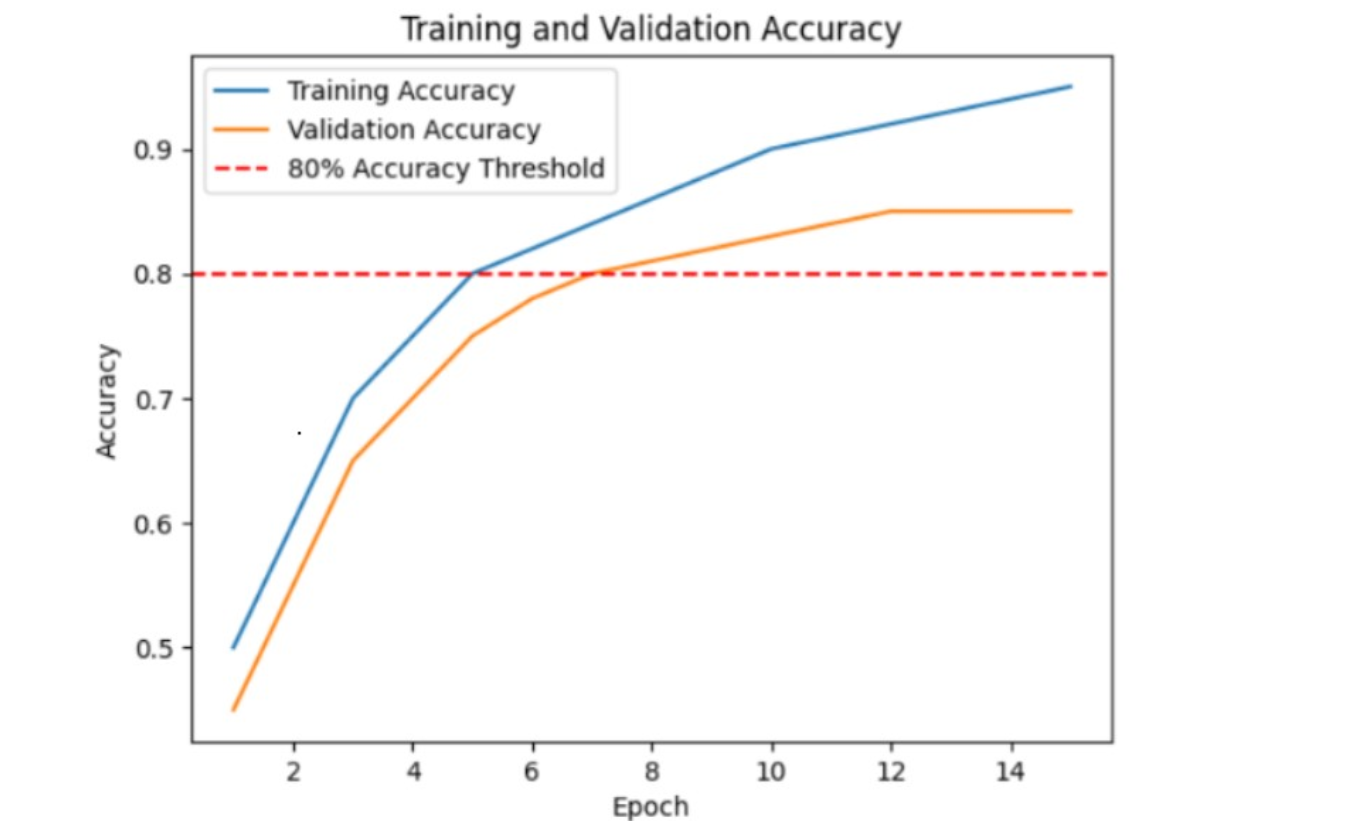 Training and Validation Accuracy
Training Accuracy
Validation Accuracy
80% Accuracy Threshold
0.9
0.8
0.7
0.6
0.5
Accuracy
2 4 6 8 10 12 14
Epoch